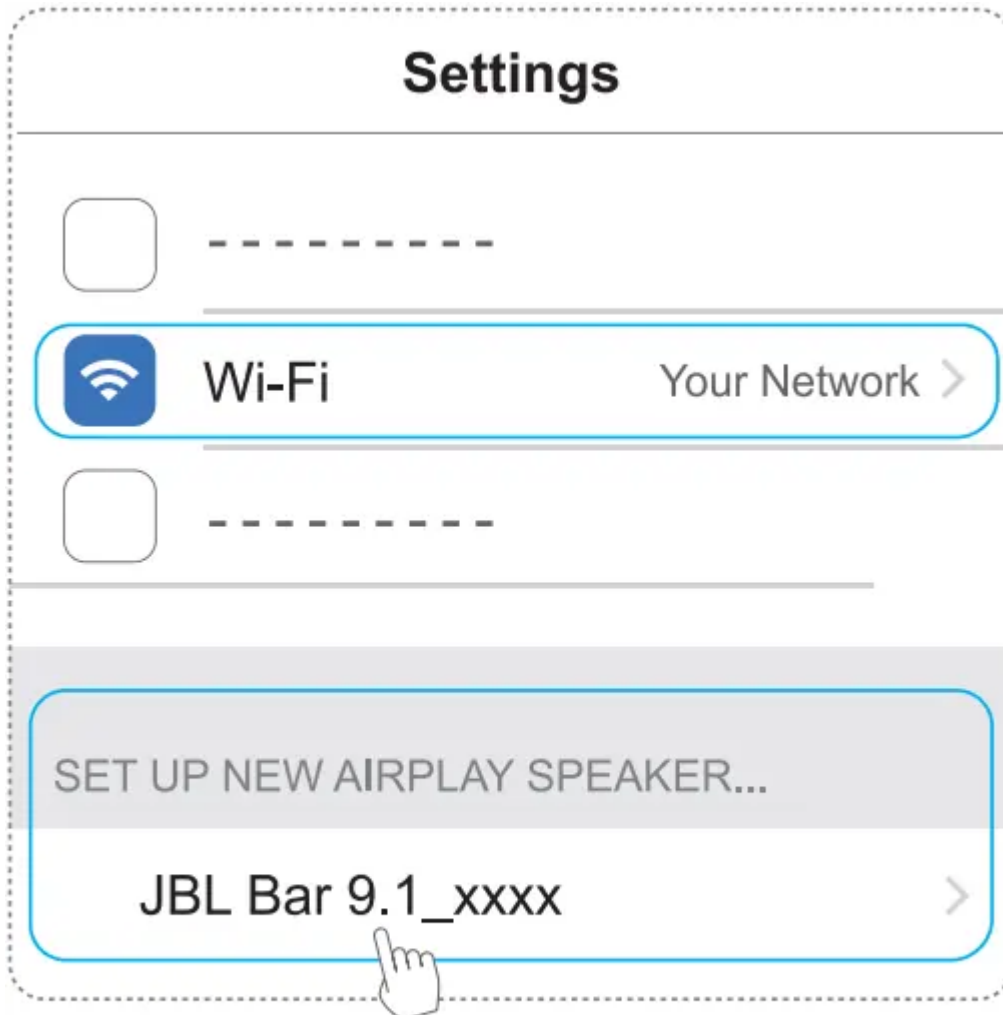 Settings
Wi-Fi Your Network
SET UP NEW AIRPLAY SPEAKER...
JBL Bar 9.1_xxxx